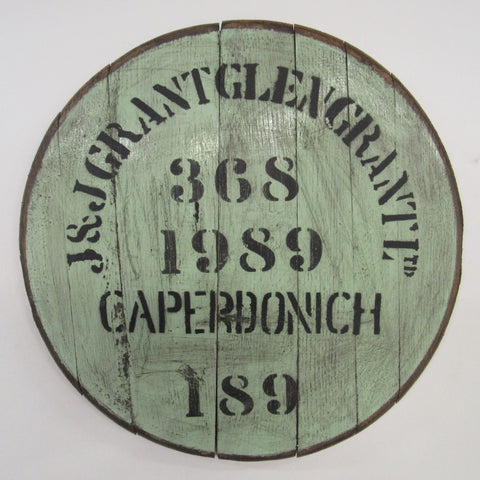 J&J GRANT GLEN GRANT LTD
368
1989
CAPERDONICH
189